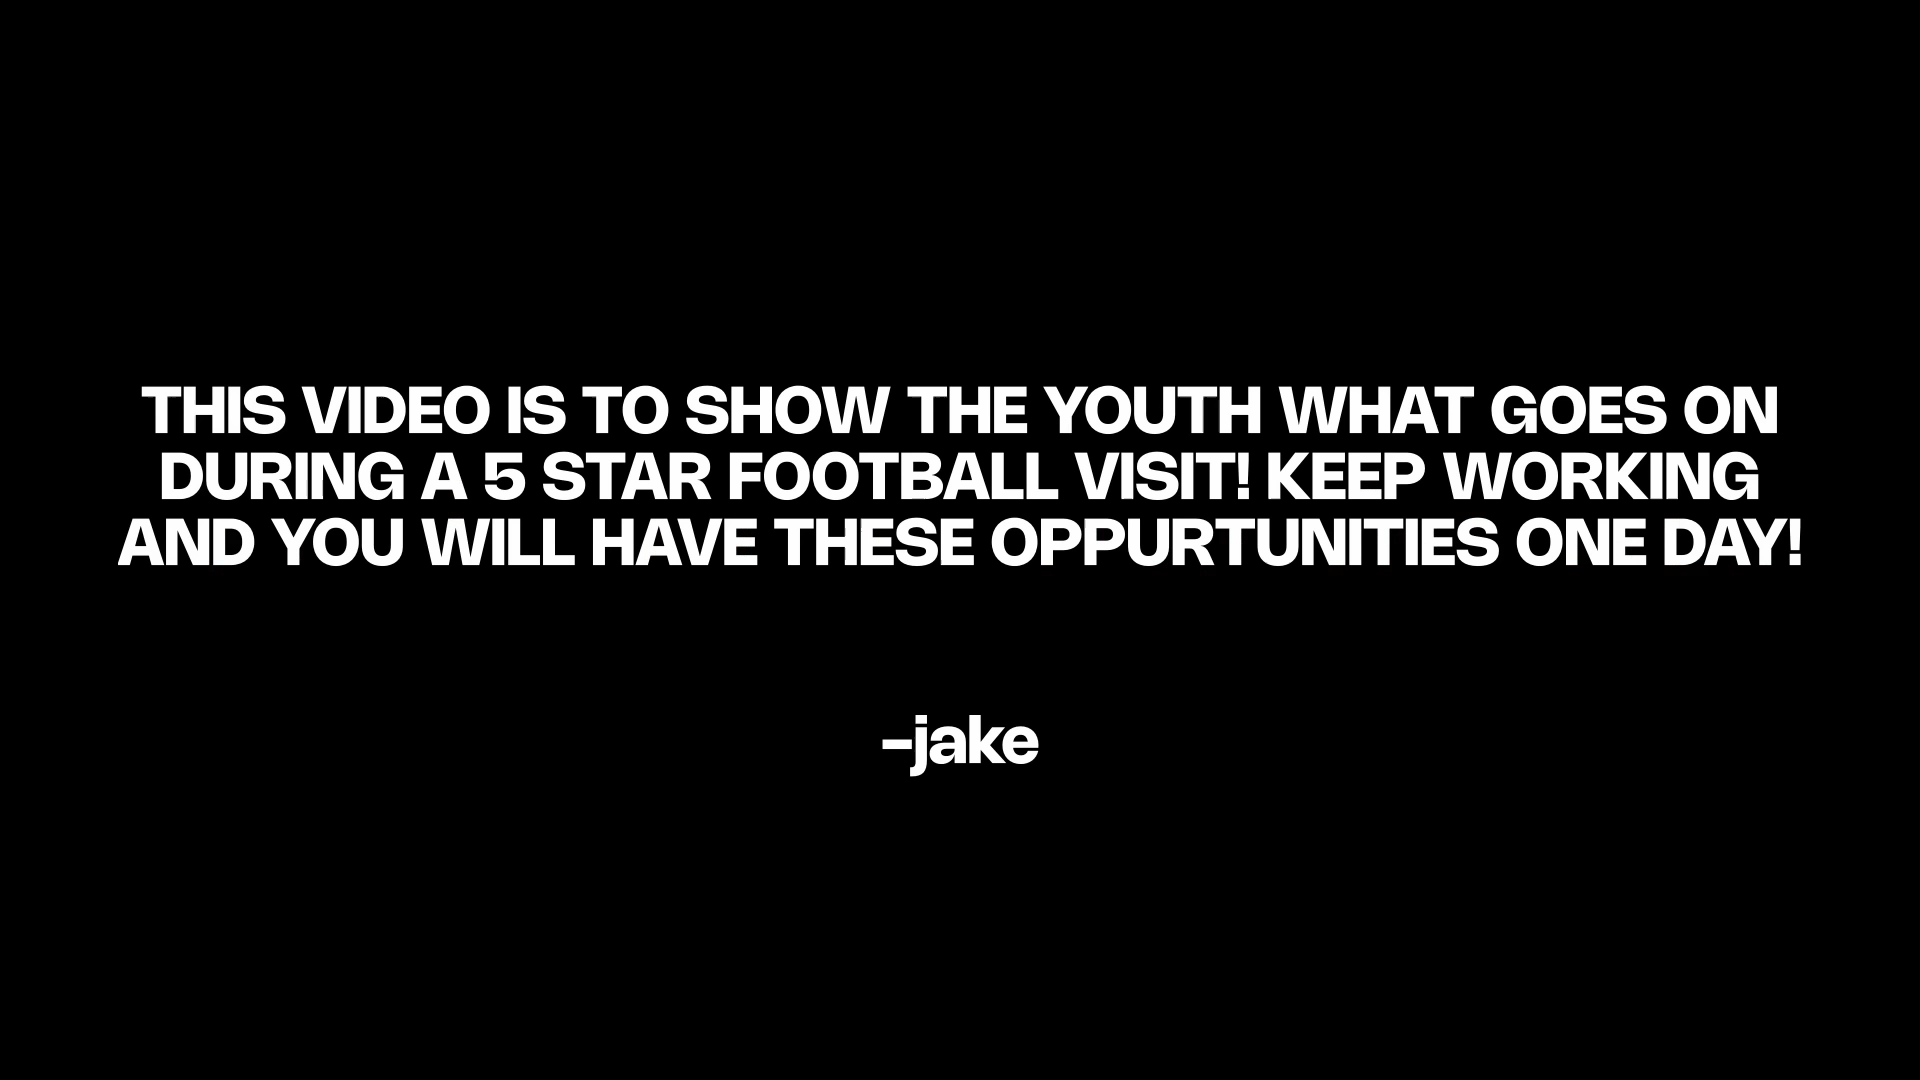 THIS VIDEO IS TO SHOW THE YOUTH WHAT GOES ON
DURING A 5 STAR FOOTBALL VISIT! KEEP WORKING
AND YOU WILL HAVE THESE OPPURTUNITIES ONE DAY!
-jake